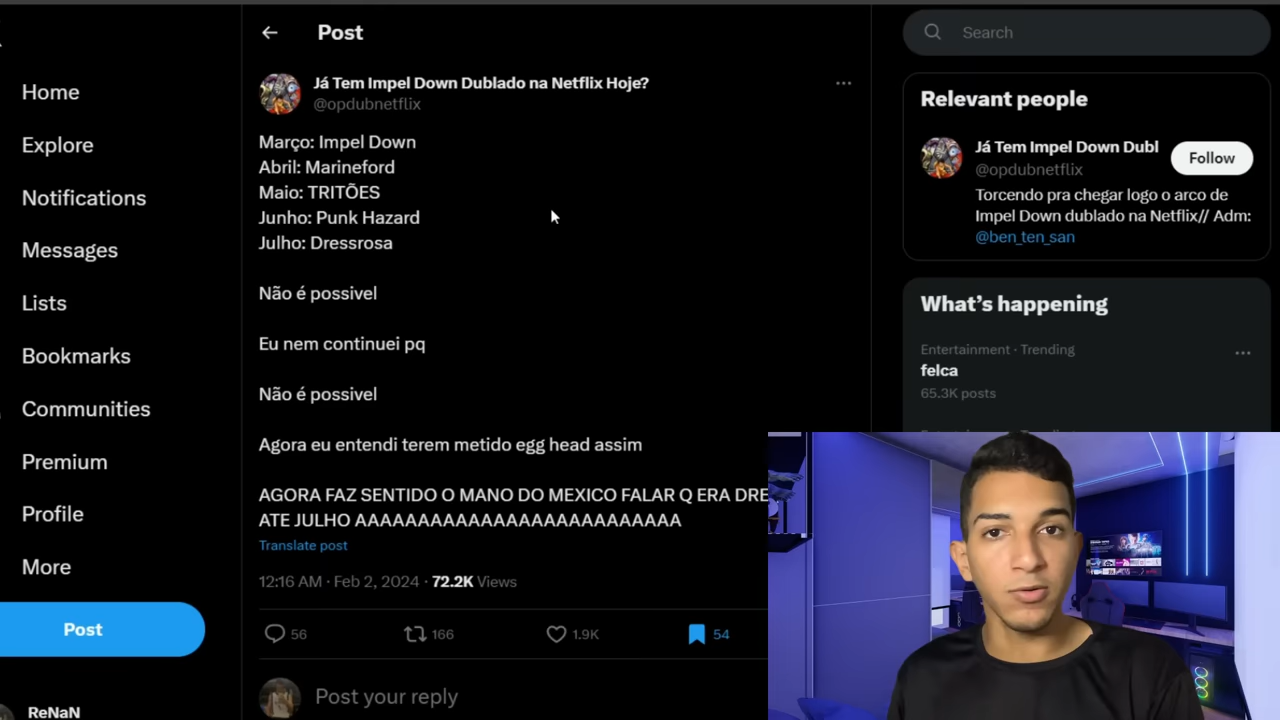 Post
Search
Já Tem Impel Down Dublado na Netflix Hoje?
@opdubnetflix
Home
Explore
Notifications
Messages
Lists
Bookmarks
Communities
Premium
Profile
More
Post
ReNaN
Março: Impel Down
Abril: Marineford
Maio: TRITÕES
Junho: Punk Hazard
Julho: Dressrosa
Não é possivel
Eu nem continuei pq
Não é possivel
Agora eu entendi terem metido egg head assim
AGORA FAZ SENTIDO O MANO DO MEXICO FALAR Q ERA DRE
ATE JULHO AAAAAAAAAAAAAAAAAAAAAAAAAA
Translate post
12:16 AM · Feb 2, 2024 · 72.2K Views
56 166 1.9K 54
Post your reply
Relevant people
Já Tem Impel Down Dubl
@opdubnetflix
Follow
Torcendo pra chegar logo o arco de
Impel Down dublado na Netflix// Adm:
@ben_ten_san
What's happening
Entertainment · Trending
felca
65.3K posts